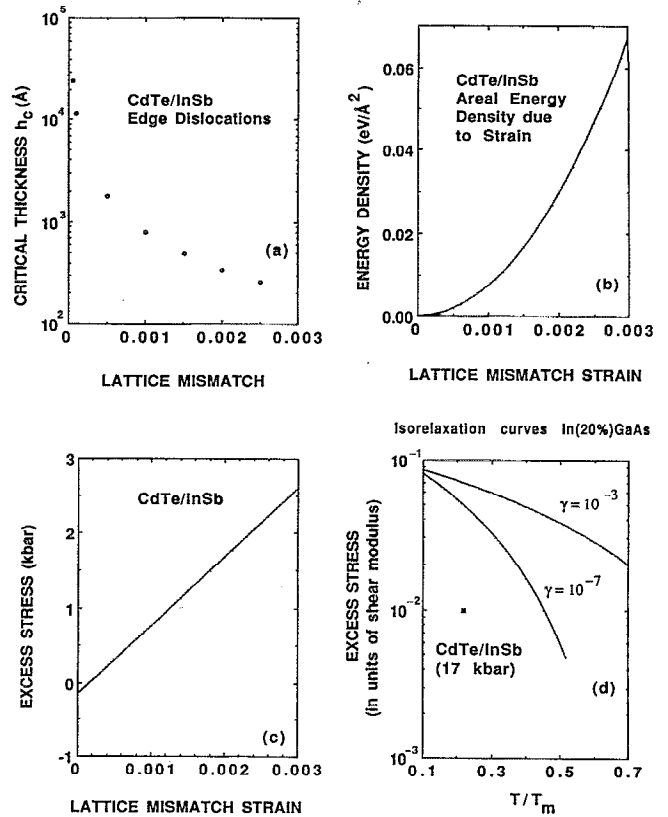 CRITICAL THICKNESS h_c (Å)
10^5
10^4
10^3
10^2
CdTe/InSb
Edge Dislocations
(a)
0
0.001
0.002
0.003
LATTICE MISMATCH
ENERGY DENSITY (eV/Å^2)
0.06
0.04
0.02
0.00
CdTe/InSb
Areal Energy
Density due
to Strain
(b)
0
0.001
0.002
0.003
LATTICE MISMATCH STRAIN
EXCESS STRESS (kbar)
3
2
1
0
-1
CdTe/InSb
(c)
0
0.001
0.002
0.003
LATTICE MISMATCH STRAIN
Isorelaxation curves In(20%)GaAs
EXCESS STRESS
(in units of shear modulus)
10^-1
10^-2
10^-3
γ = 10^-3
γ = 10^-7
CdTe/InSb
(17 kbar)
(d)
0.1
0.3
0.5
0.7
T/T_m